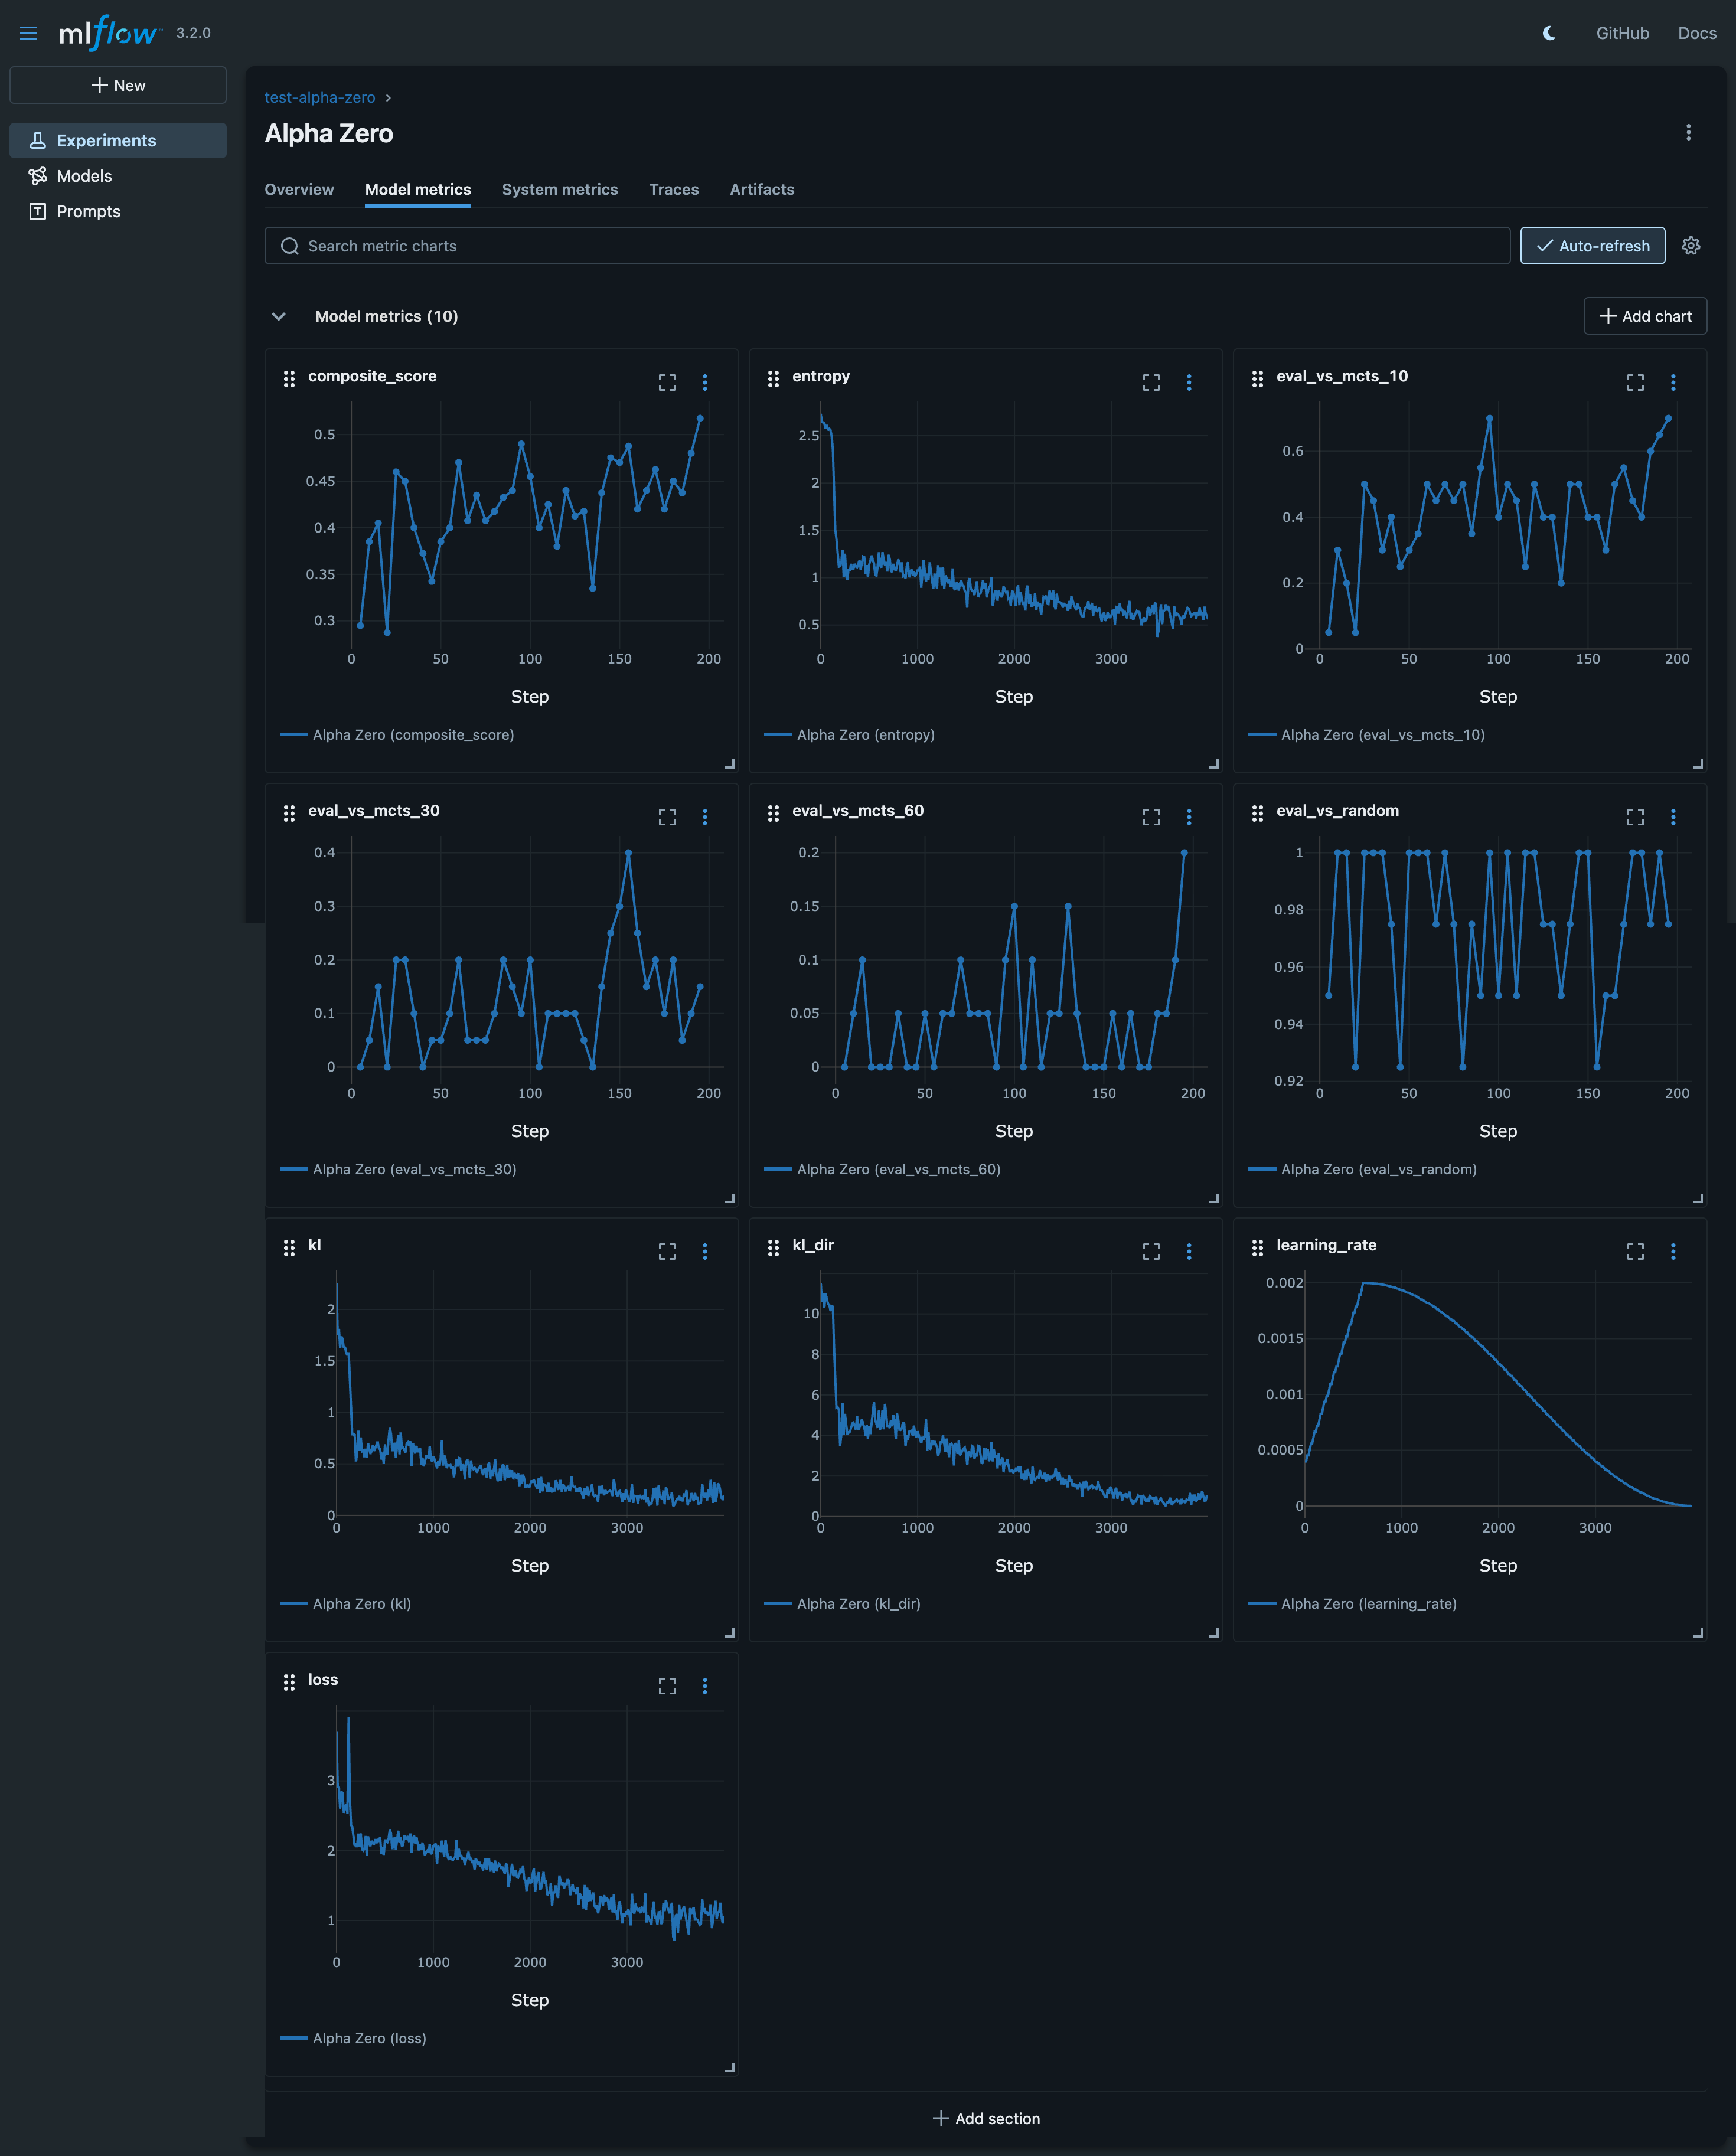 mlflow 3.2.0
GitHub
Docs
New
Experiments
Models
Prompts
test-alpha-zero
Alpha Zero
Overview
Model metrics
System metrics
Traces
Artifacts
Search metric charts
Auto-refresh
Model metrics (10)
Add chart
composite_score
0.5
0.45
0.4
0.35
0.3
0 50 100 150 200
Step
Alpha Zero (composite_score)
entropy
2.5
2
1.5
1
0.5
0 1000 2000 3000
Step
Alpha Zero (entropy)
eval_vs_mcts_10
0.6
0.4
0.2
0
0 50 100 150 200
Step
Alpha Zero (eval_vs_mcts_10)
eval_vs_mcts_30
0.4
0.3
0.2
0.1
0
0 50 100 150 200
Step
Alpha Zero (eval_vs_mcts_30)
eval_vs_mcts_60
0.2
0.15
0.1
0.05
0
0 50 100 150 200
Step
Alpha Zero (eval_vs_mcts_60)
eval_vs_random
1
0.98
0.96
0.94
0.92
0 50 100 150 200
Step
Alpha Zero (eval_vs_random)
kl
2
1.5
1
0.5
0
0 1000 2000 3000
Step
Alpha Zero (kl)
kl_dir
10
8
6
4
2
0
0 1000 2000 3000
Step
Alpha Zero (kl_dir)
learning_rate
0.002
0.0015
0.001
0.0005
0
0 1000 2000 3000
Step
Alpha Zero (learning_rate)
loss
3
2
1
0 1000 2000 3000
Step
Alpha Zero (loss)
Add section